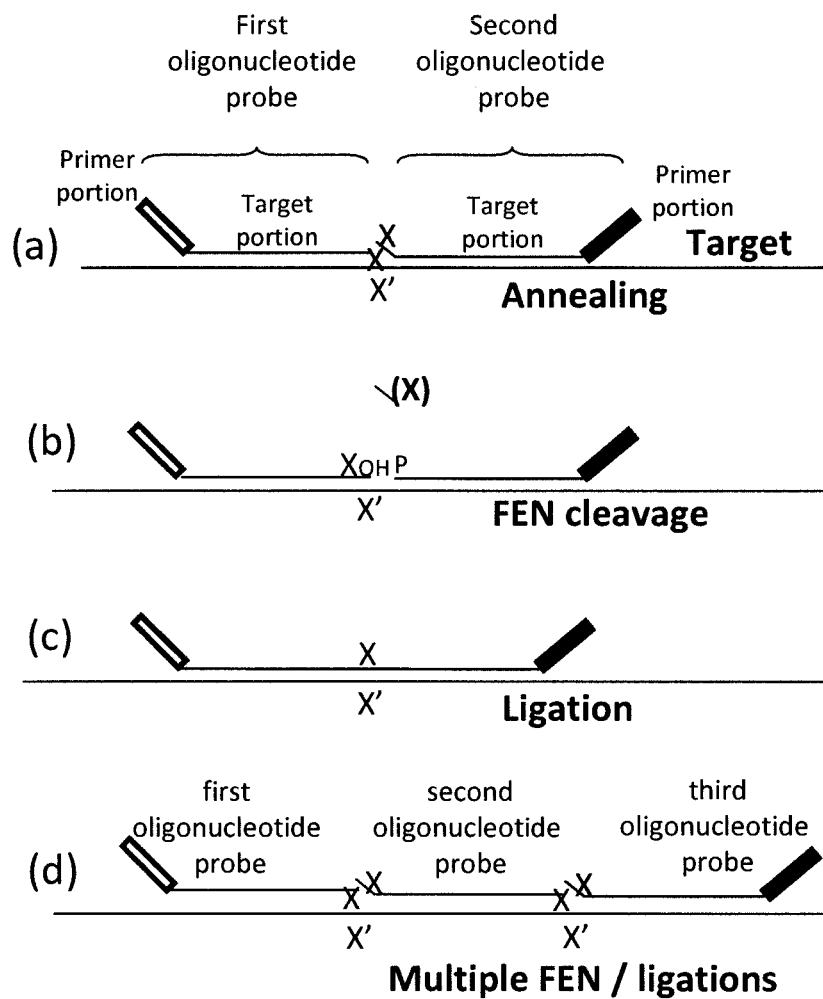 First
oligonucleotide
probe
Second
oligonucleotide
probe
Primer
portion
Primer
portion
(a)
Target
portion
X
X
Target
portion
Target
X'
Annealing
(X)
(b)
XOH P
X'
FEN cleavage
(c)
X
X'
Ligation
first
oligonucleotide
probe
second
oligonucleotide
probe
third
oligonucleotide
probe
(d)
X
X
X
X
X'
X'
Multiple FEN / ligations